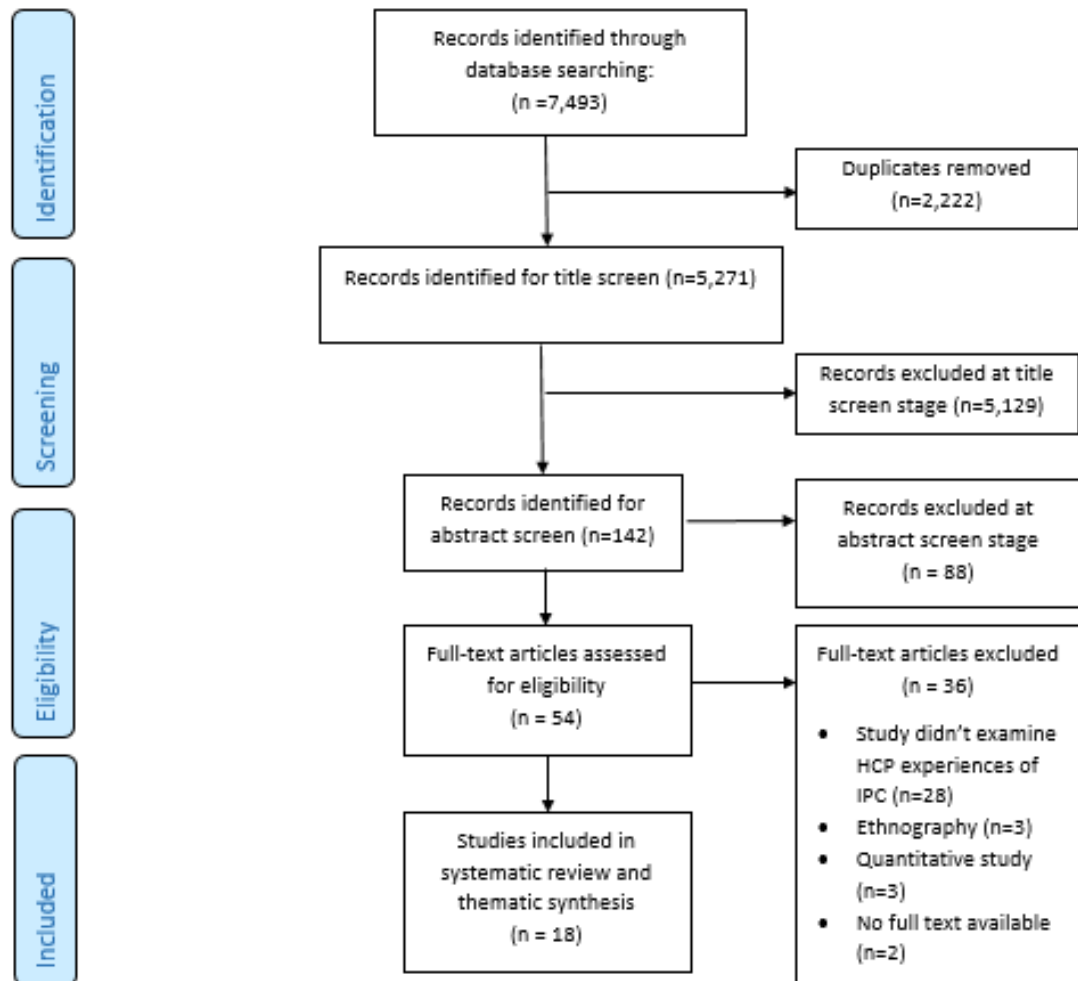 Identification
Records identified through
database searching:
(n =7,493)
Duplicates removed
(n=2,222)
Screening
Records identified for title screen (n=5,271)
Records excluded at title
screen stage (n=5,129)
Records identified for
abstract screen (n=142)
Records excluded at
abstract screen stage
(n = 88)
Eligibility
Full-text articles assessed
for eligibility
(n = 54)
Full-text articles excluded
(n = 36)
• Study didn’t examine
HCP experiences of
IPC (n=28)
• Ethnography (n=3)
• Quantitative study
(n=3)
• No full text available
(n=2)
Included
Studies included in
systematic review and
thematic synthesis
(n = 18)